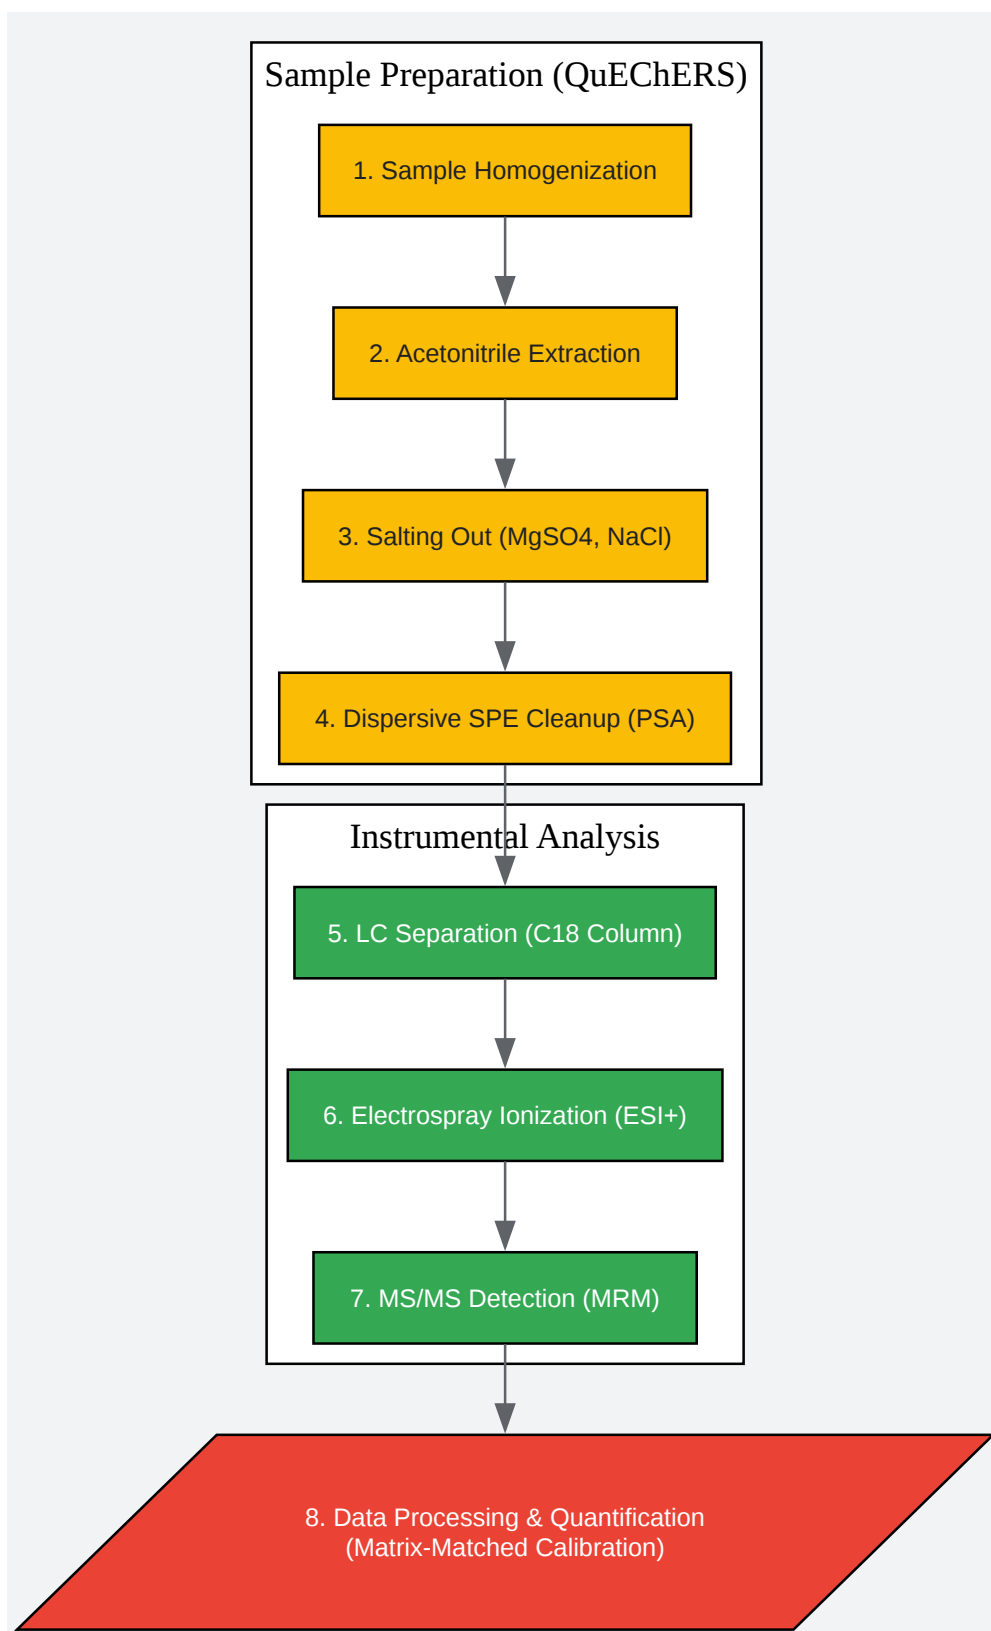 Sample Preparation (QuEChERS)
1. Sample Homogenization
2. Acetonitrile Extraction
3. Salting Out (MgSO4, NaCl)
4. Dispersive SPE Cleanup (PSA)
Instrumental Analysis
5. LC Separation (C18 Column)
6. Electrospray Ionization (ESI+)
7. MS/MS Detection (MRM)
8. Data Processing & Quantification
(Matrix-Matched Calibration)